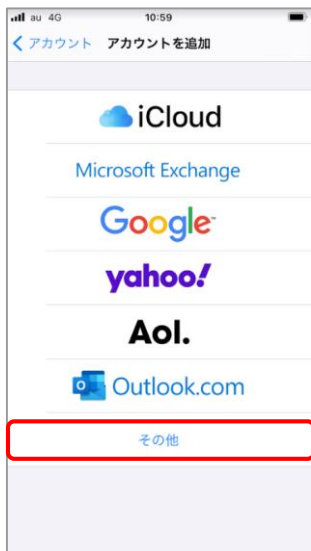 au 4G 10:59
アカウント アカウントを追加
iCloud
Microsoft Exchange
Google
yahoo!
Aol.
Outlook.com
その他